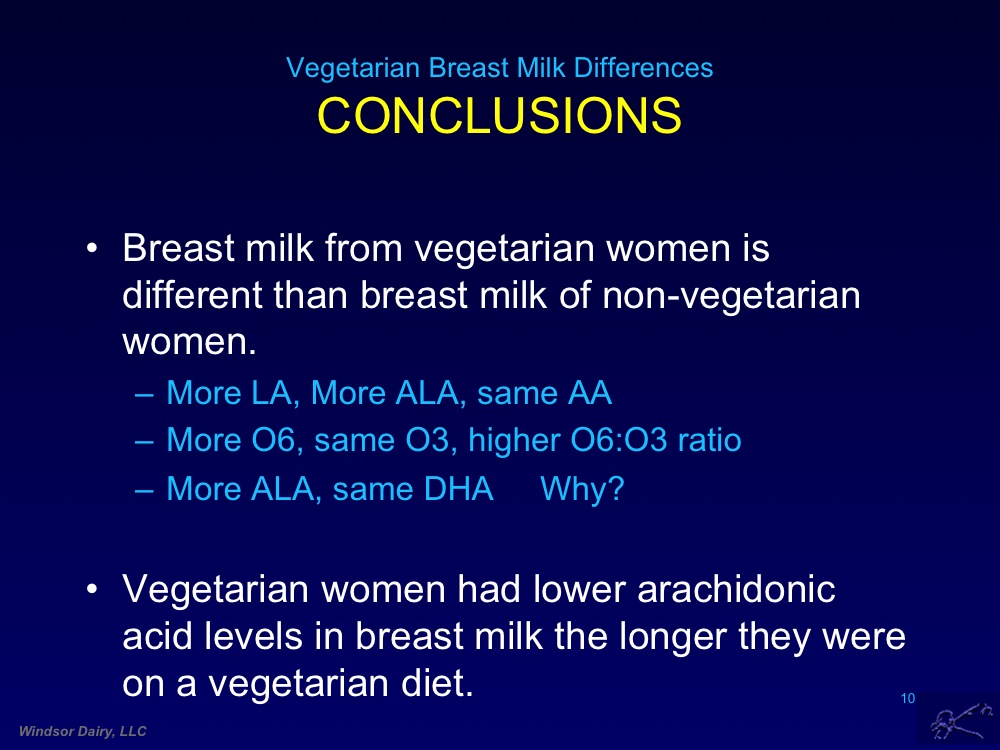 Vegetarian Breast Milk Differences
CONCLUSIONS
• Breast milk from vegetarian women is
different than breast milk of non-vegetarian
women.
– More LA, More ALA, same AA
– More O6, same O3, higher O6:O3 ratio
– More ALA, same DHA Why?
• Vegetarian women had lower arachidonic
acid levels in breast milk the longer they were
on a vegetarian diet.
10
Windsor Dairy, LLC